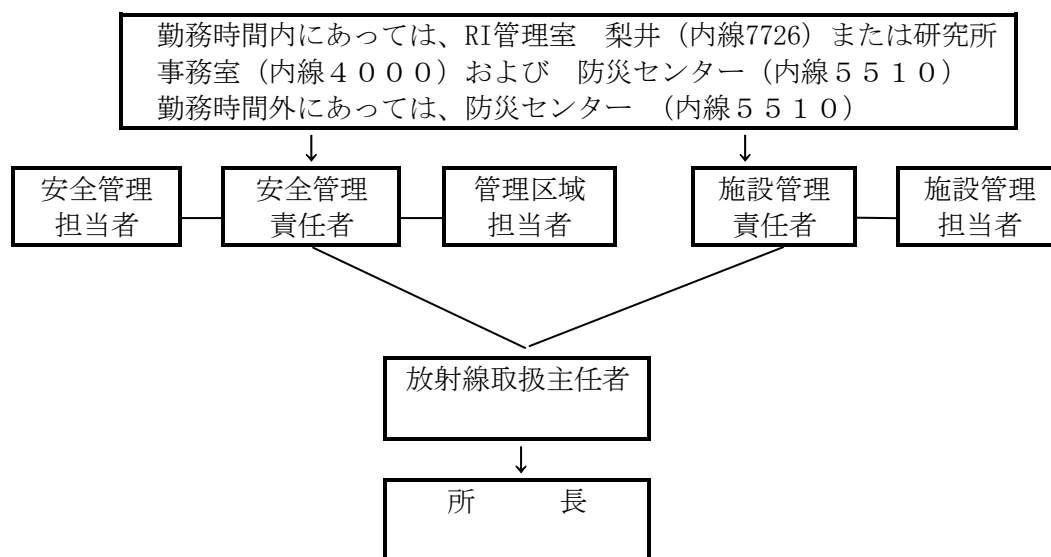 勤務時間内にあっては、RI管理室　梨井（内線7726）または研究所
事務室（内線４０００）および　防災センター（内線５５１０）
勤務時間外にあっては、防災センター　（内線５５１０）
安全管理
担当者
安全管理
責任者
管理区域
担当者
施設管理
責任者
施設管理
担当者
放射線取扱主任者
所　　　長